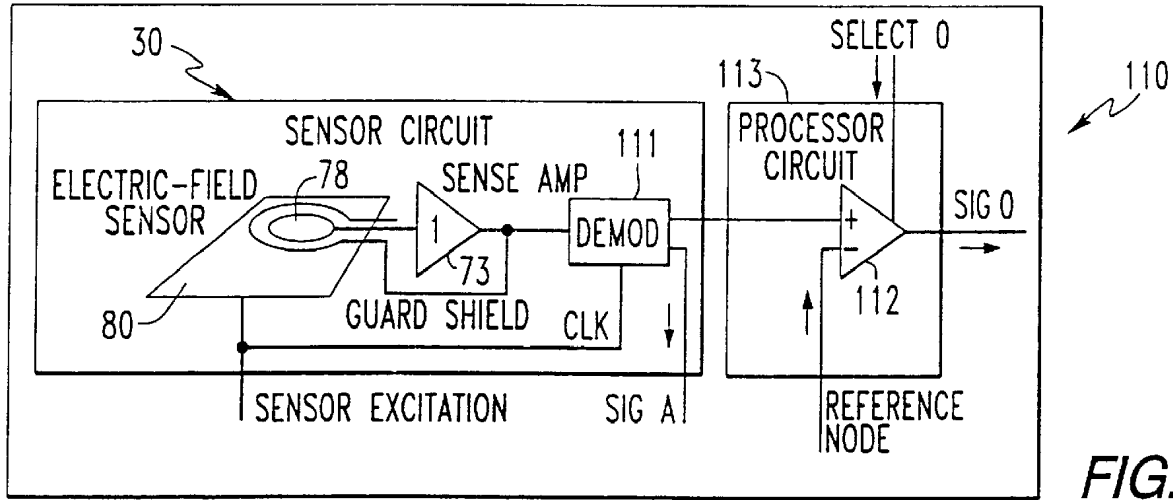 30
SELECT 0
113
110
SENSOR CIRCUIT
PROCESSOR
CIRCUIT
111
ELECTRIC-FIELD
SENSOR
78
SENSE AMP
SIG 0
1
DEMOD
+
−
73
112
80
GUARD SHIELD
CLK
SENSOR EXCITATION
SIG A
REFERENCE
NODE
FIG.